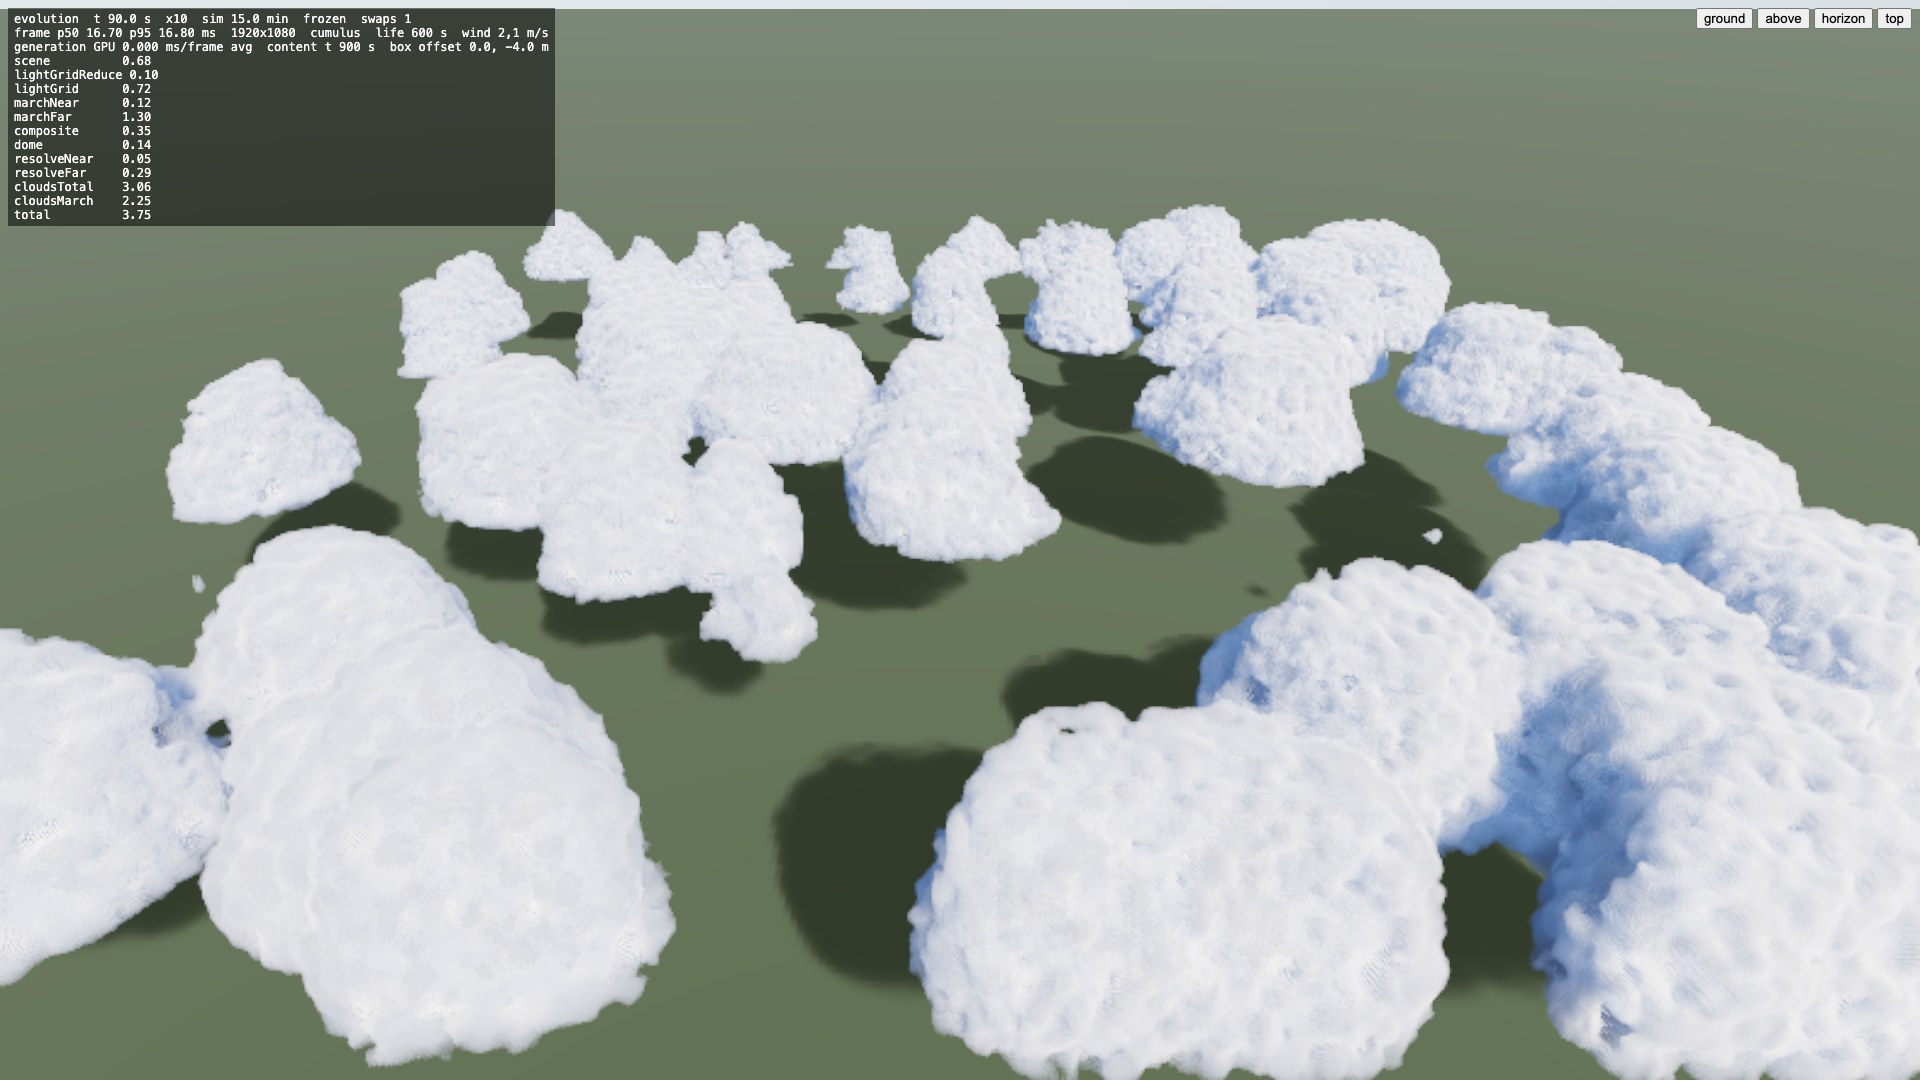 evolution  t 90.0 s  x10  sim 15.0 min  frozen  swaps 1
frame p50 16.70 p95 16.80 ms  1920x1080  cumulus  life 600 s  wind 2,1 m/s
generation GPU 0.000 ms/frame avg  content t 900 s  box offset 0.0, −4.0 m
scene 0.68
lightGridReduce 0.10
lightGrid 0.72
marchNear 0.12
marchFar 1.30
composite 0.35
dome 0.14
resolveNear 0.05
resolveFar 0.29
cloudsTotal 3.06
cloudsMarch 2.25
total 3.75
ground above horizon top